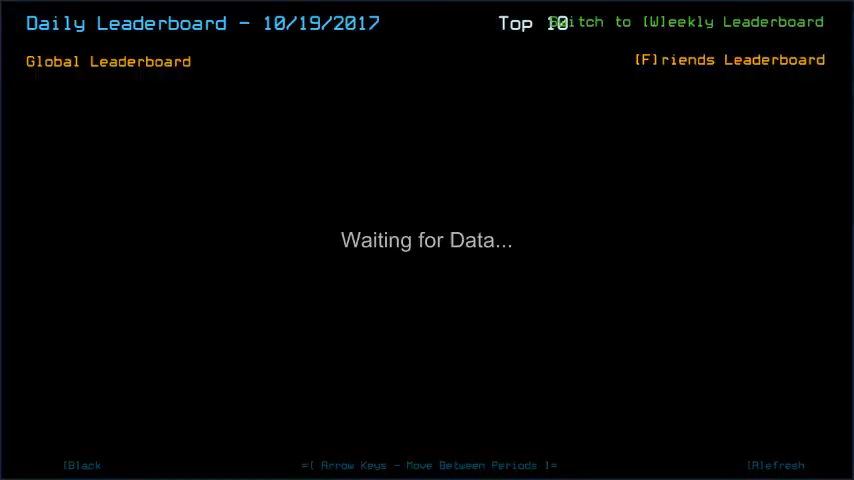 Daily Leaderboard - 10/19/2017
Top 10
Switch to [W]eekly Leaderboard
Global Leaderboard
[F]riends Leaderboard
Waiting for Data...
[B]ack
=[ Arrow Keys - Move Between Periods ]=
[R]efresh